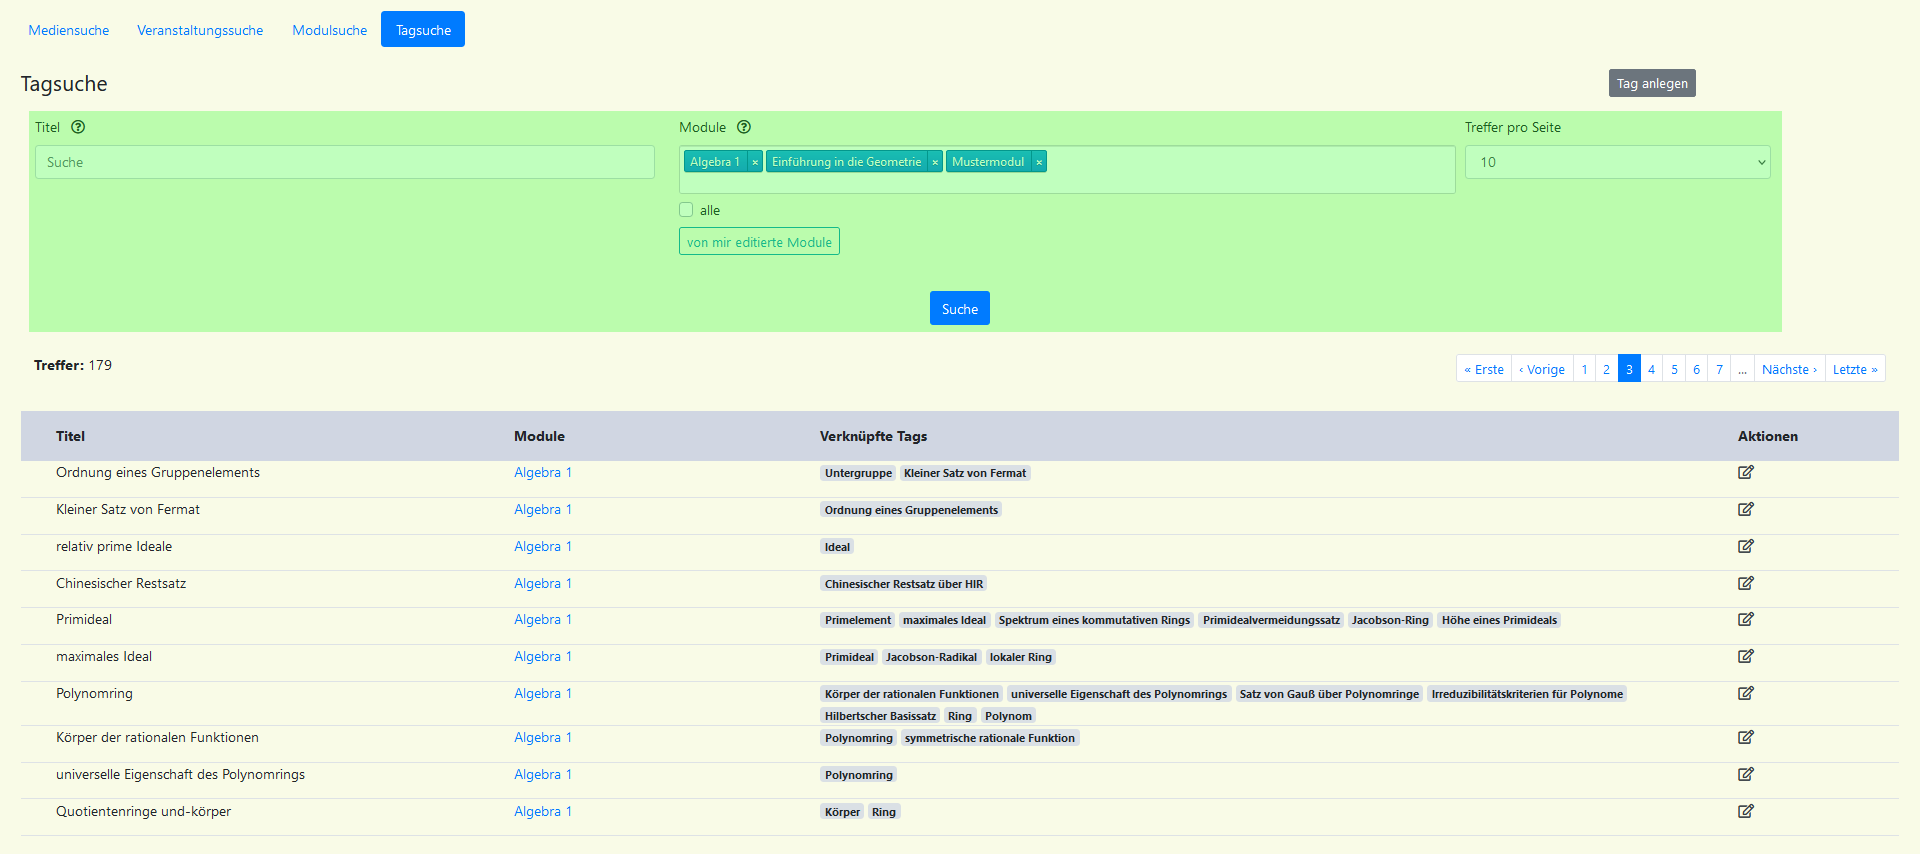 Mediensuche Veranstaltungssuche Modulsuche Tagsuche
Tagsuche Tag anlegen
Titel Module Treffer pro Seite
Suche Algebra 1 × Einführung in die Geometrie × Mustermodul × 10
alle
von mir editierte Module
Suche
Treffer: 179 « Erste ‹ Vorige 1 2 3 4 5 6 7 ... Nächste › Letzte »
Titel Module Verknüpfte Tags Aktionen
Ordnung eines Gruppenelements Algebra 1 Untergruppe Kleiner Satz von Fermat
Kleiner Satz von Fermat Algebra 1 Ordnung eines Gruppenelements
relativ prime Ideale Algebra 1 Ideal
Chinesischer Restsatz Algebra 1 Chinesischer Restsatz über HIR
Primideal Algebra 1 Primelement maximales Ideal Spektrum eines kommutativen Rings Primidealvermeidungssatz Jacobson-Ring Höhe eines Primideals
maximales Ideal Algebra 1 Primideal Jacobson-Radikal lokaler Ring
Polynomring Algebra 1 Körper der rationalen Funktionen universelle Eigenschaft des Polynomrings Satz von Gauß über Polynomringe Irreduzibilitätskriterien für Polynome
Hilbertscher Basissatz Ring Polynom
Körper der rationalen Funktionen Algebra 1 Polynomring symmetrische rationale Funktion
universelle Eigenschaft des Polynomrings Algebra 1 Polynomring
Quotientenringe und-körper Algebra 1 Körper Ring